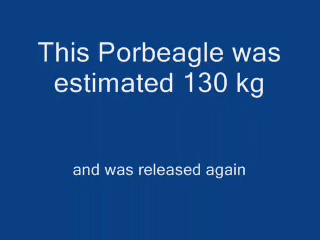 This Porbeagle was
estimated 130 kg
and was released again